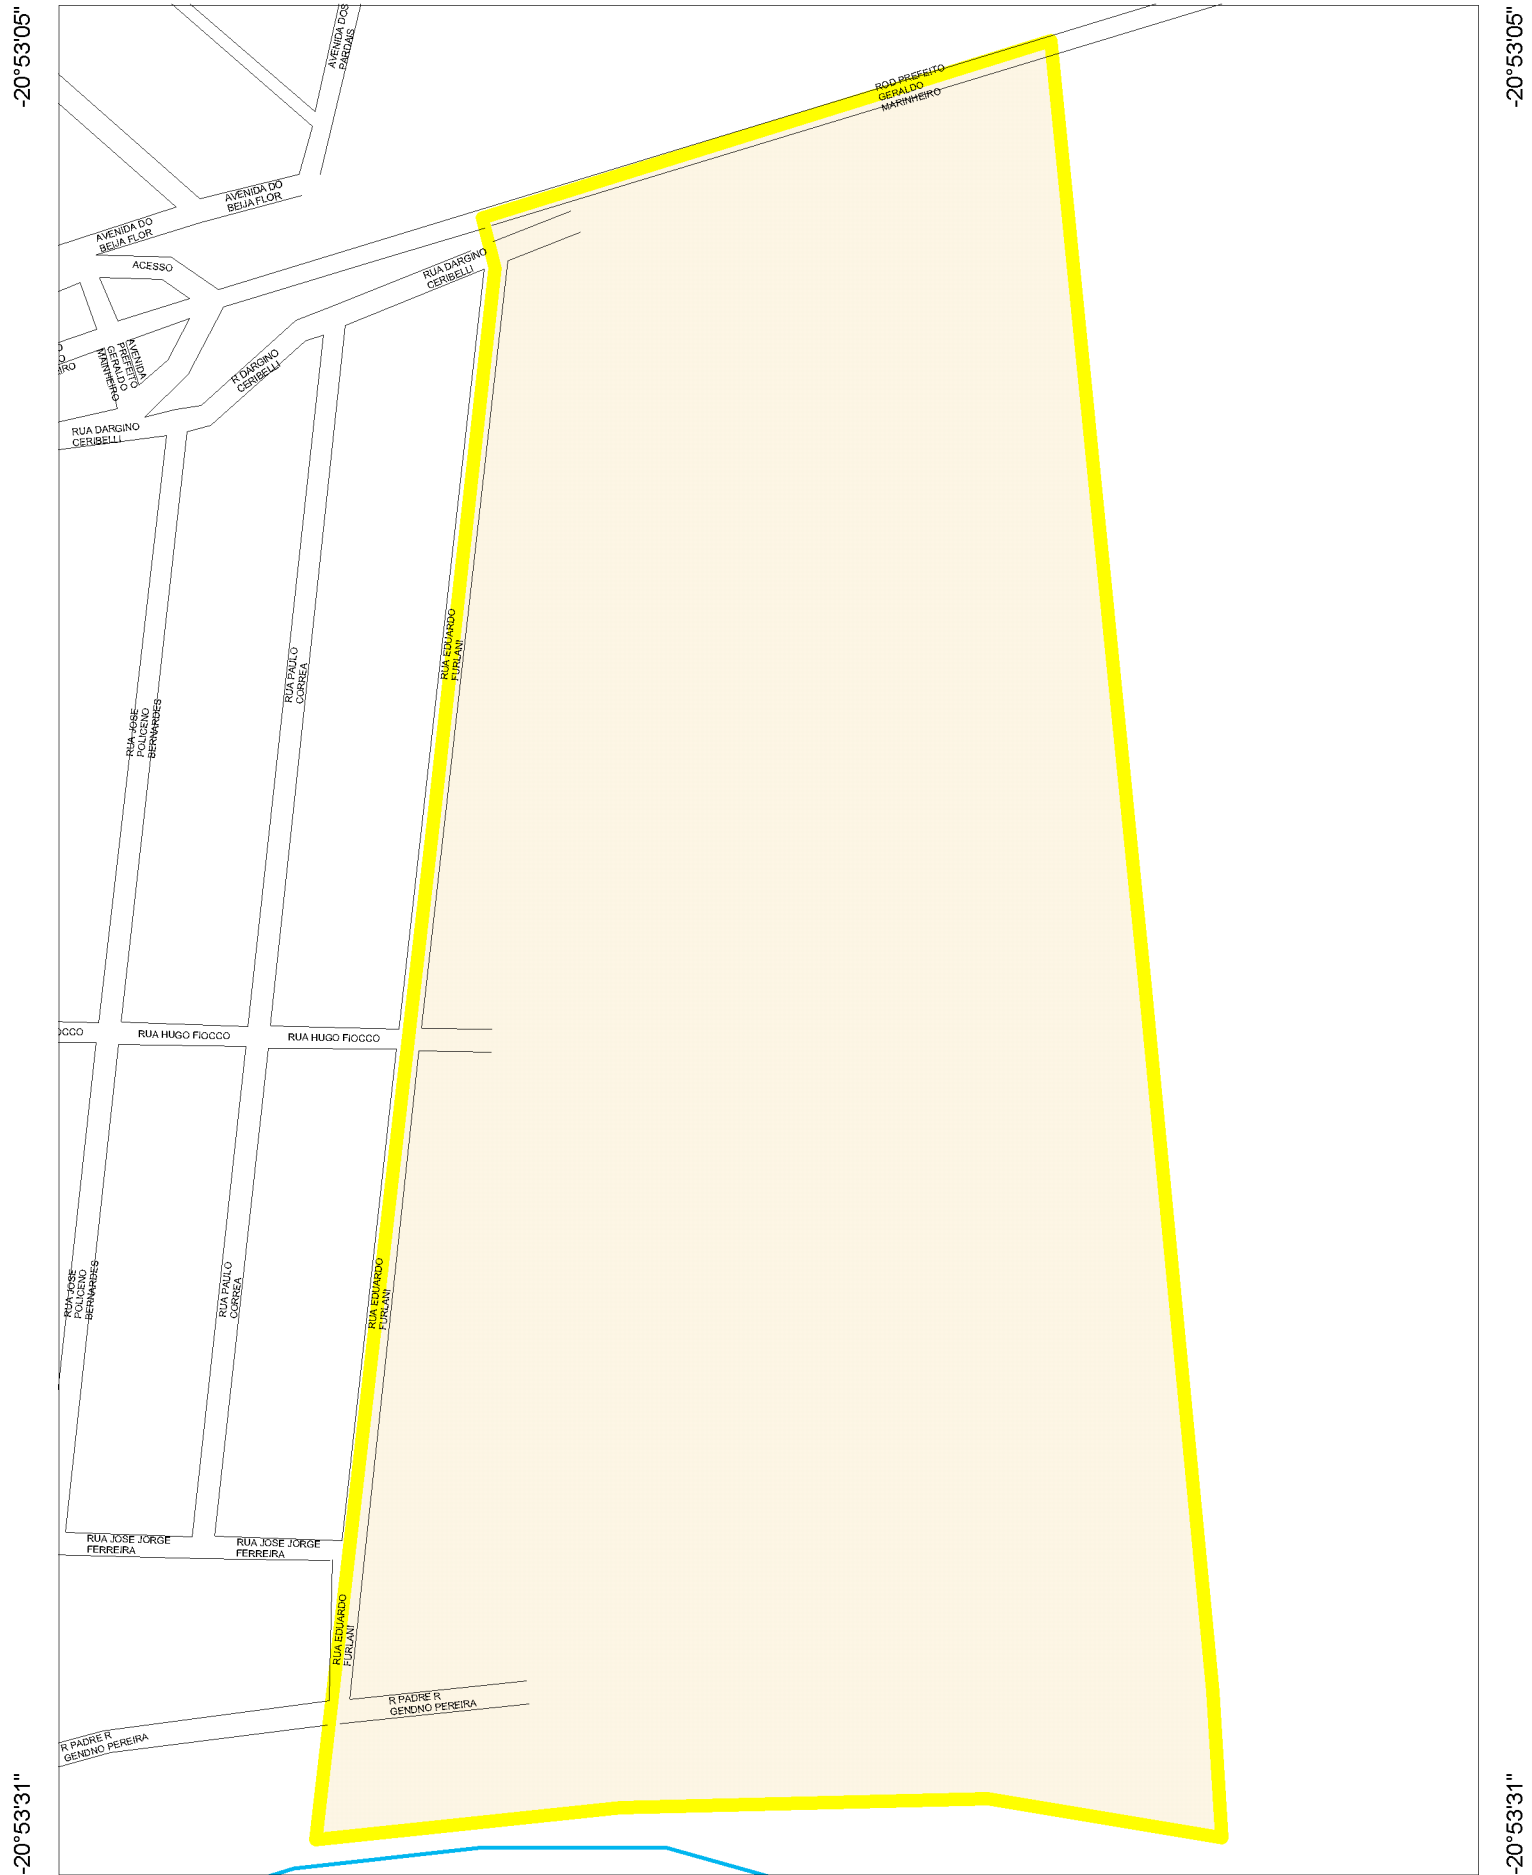 -20°53'05"
-20°53'05"
AVENIDA DOS
PARDAIS
ROD PREFEITO
GERALDO
MARINHEIRO
AVENIDA DO
BEIJA FLOR
AVENIDA DO
BEIJA FLOR
ACESSO
RUA DARGINO
CERIBELLI
AVENIDA
PREFEITO
GERALDO
MAINHEIRO
O
O
IRO
R DARGINO
CERIBELLI
RUA DARGINO
CERIBELLI
RUA EDUARDO
FURLANI
RUA PAULO
CORREA
RUA JOSE
POLICENO
BERNARDES
OCCO
RUA HUGO FIOCCO
RUA HUGO FIOCCO
RUA JOSE
POLICENO
BERNARDES
RUA PAULO
CORREA
RUA EDUARDO
FURLANI
RUA JOSE JORGE
FERREIRA
RUA JOSE JORGE
FERREIRA
RUA EDUARDO
FURLANI
R PADRE R
GENDNO PEREIRA
R PADRE R
GENDNO PEREIRA
-20°53'31"
-20°53'31"